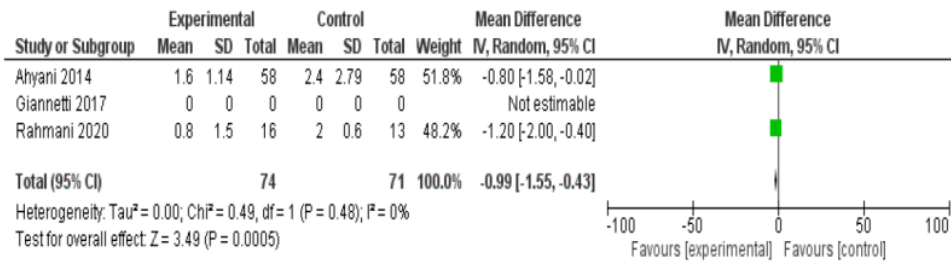 Experimental Control Mean Difference Mean Difference
Study or Subgroup Mean SD Total Mean SD Total Weight IV, Random, 95% CI IV, Random, 95% CI
Ahyani 2014 1.6 1.14 58 2.4 2.79 58 51.8% -0.80 [-1.58, -0.02]
Giannetti 2017 0 0 0 0 0 0 Not estimable
Rahmani 2020 0.8 1.5 16 2 0.6 13 48.2% -1.20 [-2.00, -0.40]
Total (95% CI) 74 71 100.0% -0.99 [-1.55, -0.43]
Heterogeneity: Tau² = 0.00; Chi² = 0.49, df = 1 (P = 0.48); I² = 0%
Test for overall effect: Z = 3.49 (P = 0.0005)
-100 -50 0 50 100
Favours [experimental] Favours [control]